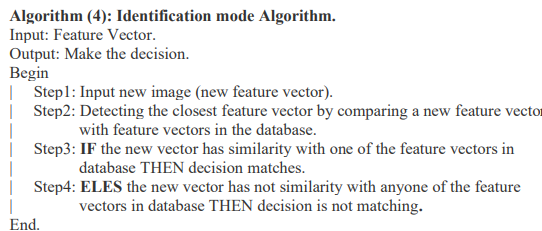 Algorithm (4): Identification mode Algorithm.
Input: Feature Vector.
Output: Make the decision.
Begin
Step1: Input new image (new feature vector).
Step2: Detecting the closest feature vector by comparing a new feature vecto
with feature vectors in the database.
Step3: IF the new vector has similarity with one of the feature vectors in
database THEN decision matches.
Step4: ELES the new vector has not similarity with anyone of the feature
vectors in database THEN decision is not matching.
End.